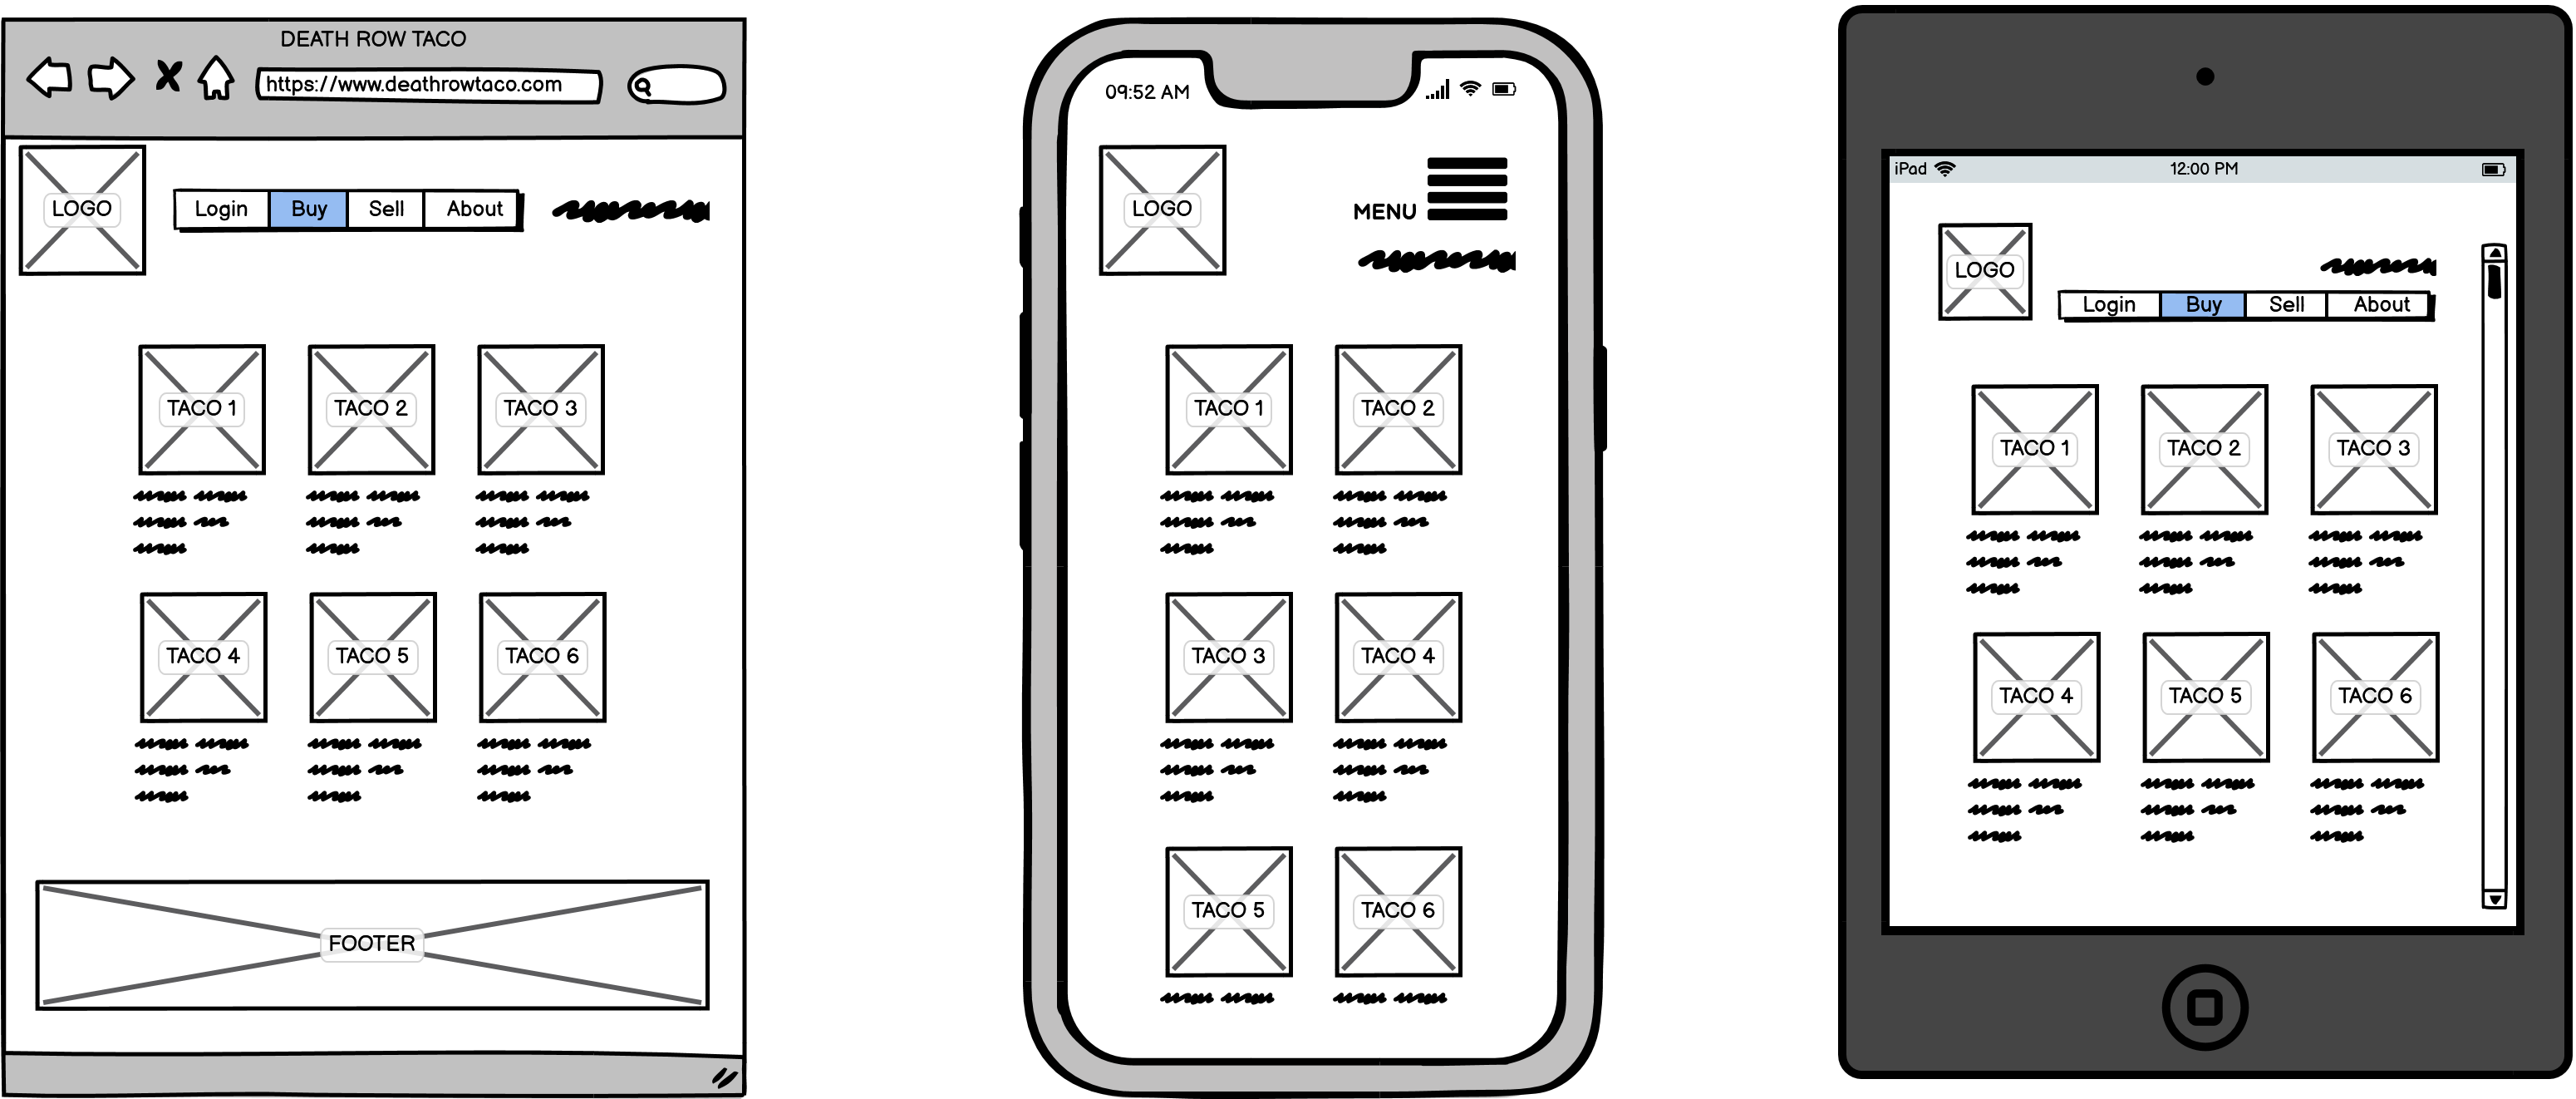 DEATH ROW TACO
https://www.deathrowtaco.com
LOGO
Login Buy Sell About
TACO 1 TACO 2 TACO 3
TACO 4 TACO 5 TACO 6
FOOTER
09:52 AM
LOGO
MENU
TACO 1 TACO 2
TACO 3 TACO 4
TACO 5 TACO 6
iPad 12:00 PM
LOGO
Login Buy Sell About
TACO 1 TACO 2 TACO 3
TACO 4 TACO 5 TACO 6